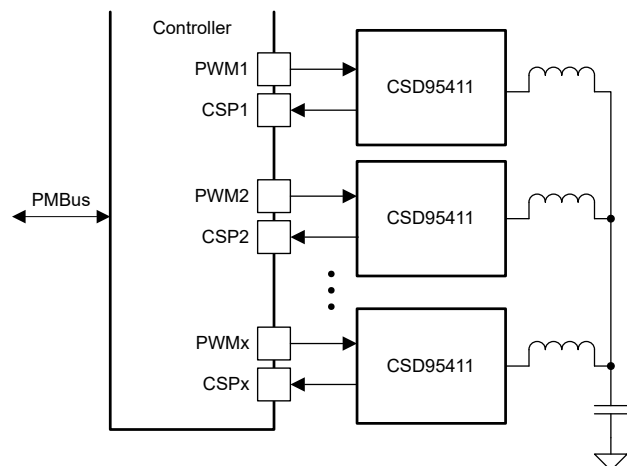 Controller
PWM1
CSD95411
CSP1
PMBus
PWM2
CSD95411
CSP2
PWMx
CSD95411
CSPx